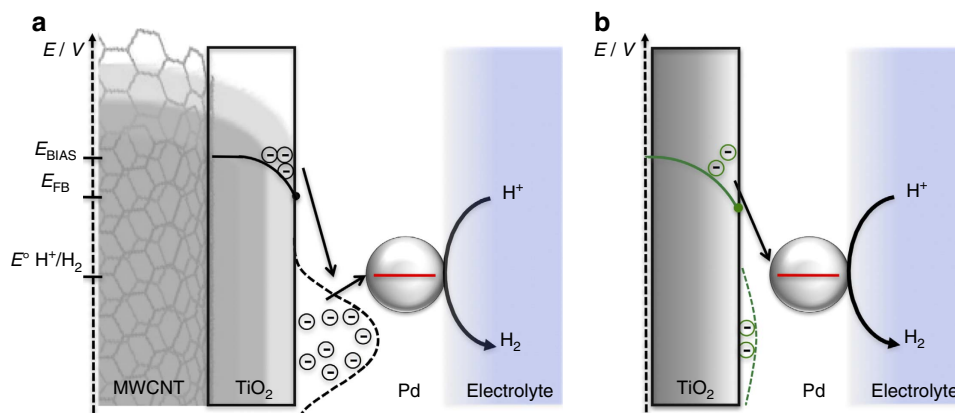 a
E / V
E_BIAS
E_FB
E° H⁺/H₂
H⁺
H₂
MWCNT
TiO₂
Pd
Electrolyte
b
E / V
H⁺
H₂
TiO₂
Pd
Electrolyte